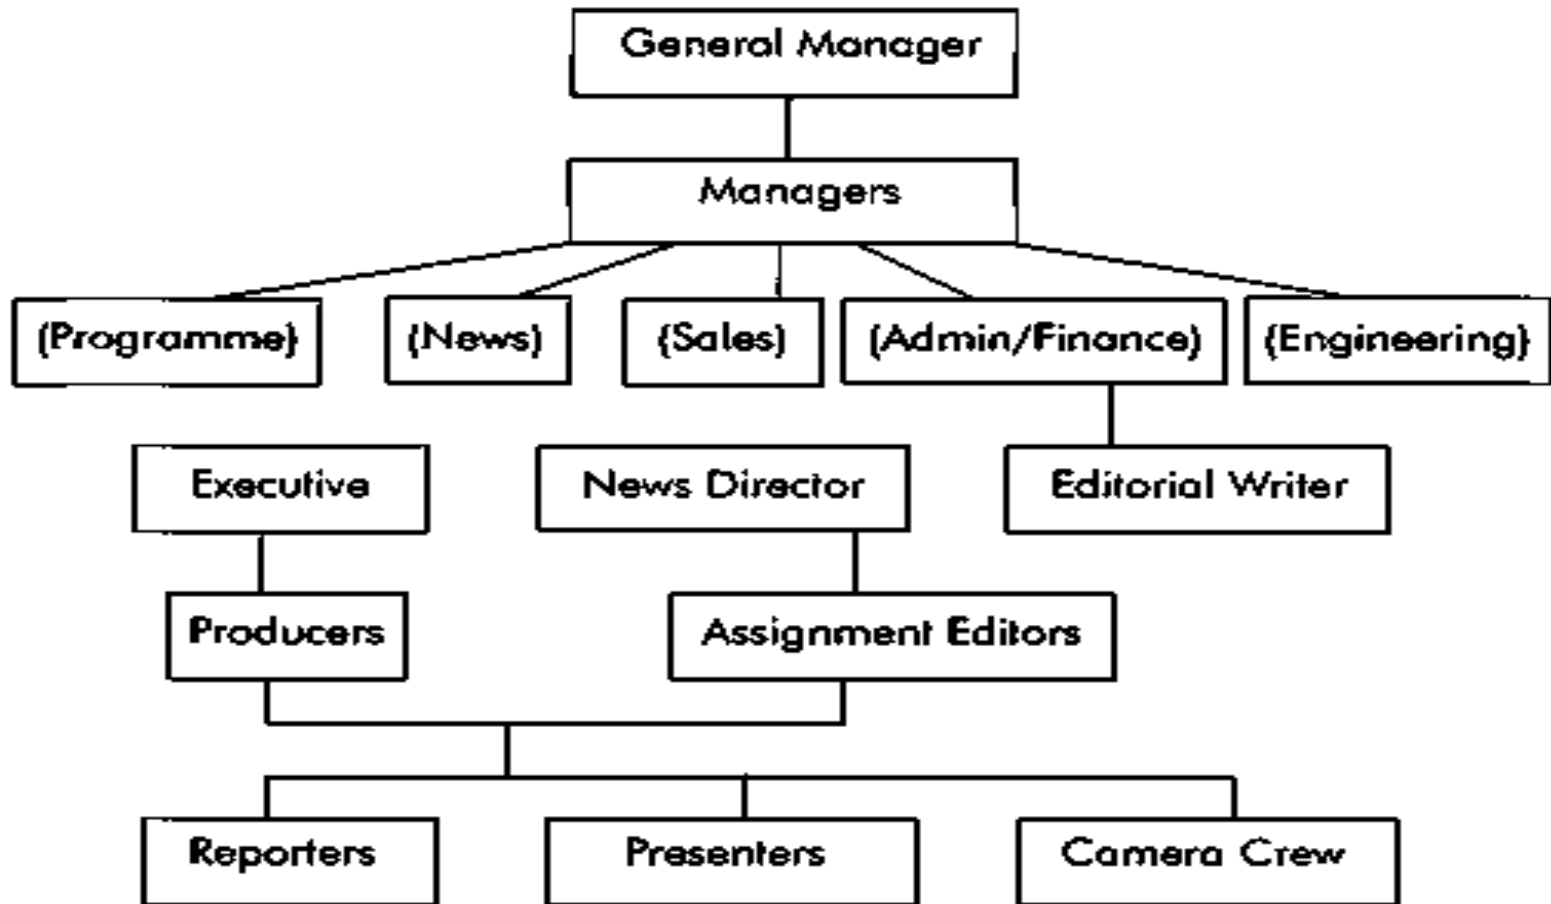 General Manager
Managers
(Programme)
(News)
(Sales)
(Admin/Finance)
(Engineering)
Executive
News Director
Editorial Writer
Producers
Assignment Editors
Reporters
Presenters
Camera Crew